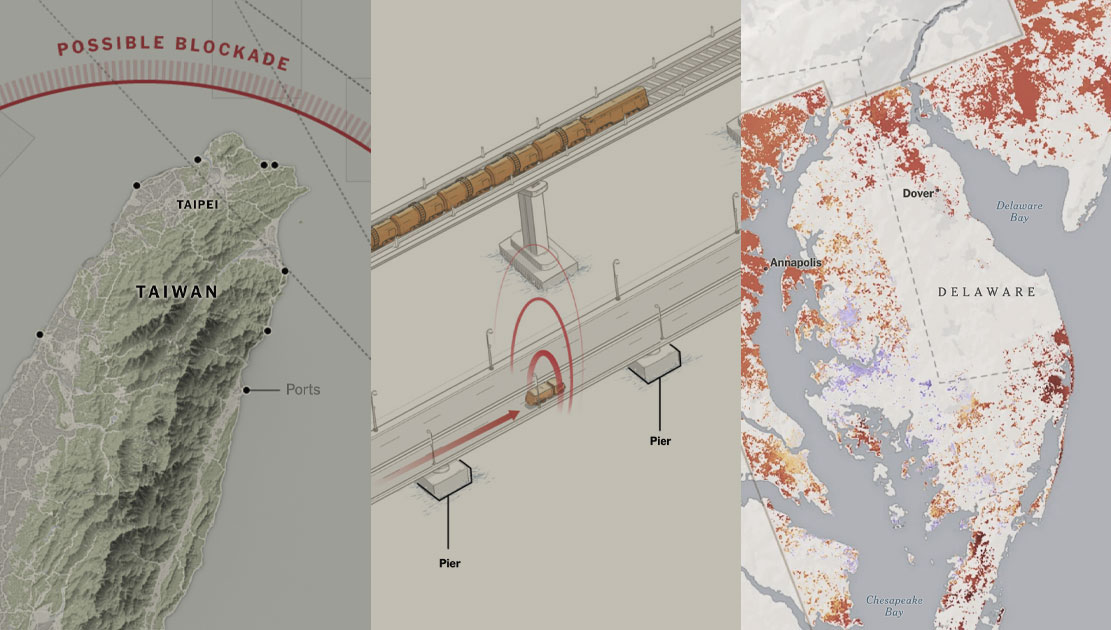 POSSIBLE BLOCKADE
TAIPEI
TAIWAN
Ports
Pier
Pier
Dover
Delaware
Bay
Annapolis
DELAWARE
Chesapeake
Bay